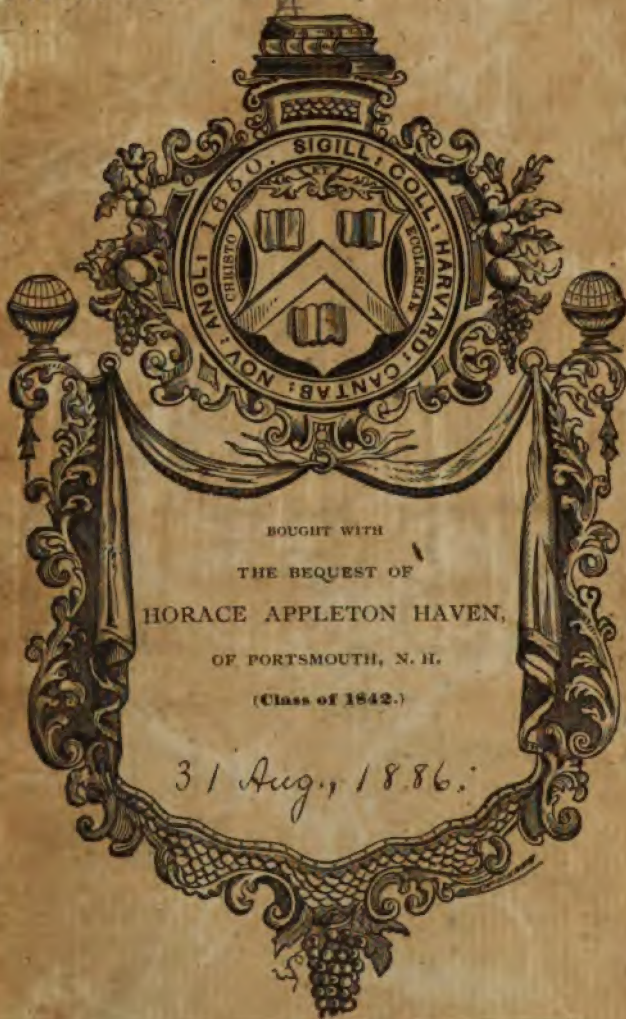 SIGILL: COLL: HARVARD: CANTAB: NOV: ANGL: 1650.
ET
CHRISTO
ECCLESIAE
BOUGHT WITH
THE BEQUEST OF
HORACE APPLETON HAVEN,
OF PORTSMOUTH, N. H.
(Class of 1842.)
31 Aug., 1886.